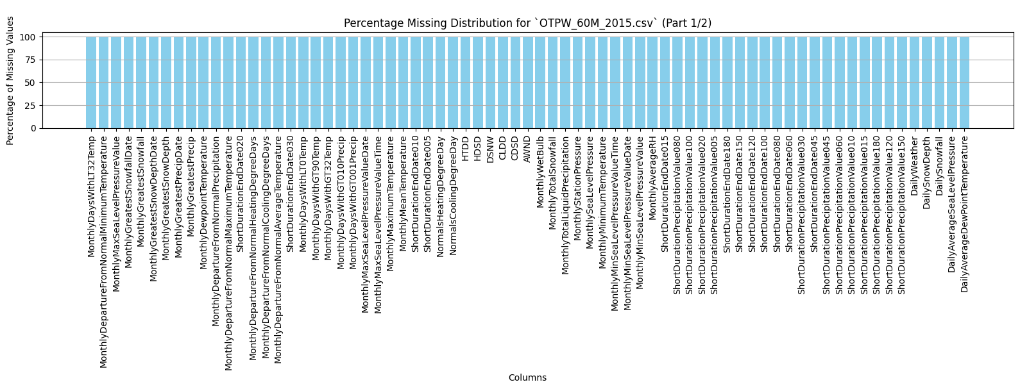 Percentage Missing Distribution for `OTPW_60M_2015.csv` (Part 1/2)
Percentage of Missing Values
100
75
50
25
0
MonthlyDaysWithLT32Temp
MonthlyDepartureFromNormalMinimumTemperature
MonthlyMaxSeaLevelPressureValue
MonthlyGreatestSnowfallDate
MonthlyGreatestSnowfall
MonthlyGreatestSnowDepthDate
MonthlyGreatestSnowDepth
MonthlyGreatestPrecipDate
MonthlyGreatestPrecip
MonthlyDewpointTemperature
MonthlyDepartureFromNormalPrecipitation
MonthlyDepartureFromNormalMaximumTemperature
ShortDurationEndDate020
MonthlyDepartureFromNormalHeatingDegreeDays
MonthlyDepartureFromNormalCoolingDegreeDays
MonthlyDepartureFromNormalAverageTemperature
ShortDurationEndDate030
MonthlyDaysWithLT0Temp
MonthlyDaysWithGT90Temp
MonthlyDaysWithGT32Temp
MonthlyDaysWithGT010Precip
MonthlyDaysWithGT001Precip
MonthlyMaxSeaLevelPressureValueDate
MonthlyMaxSeaLevelPressureValueTime
MonthlyMaximumTemperature
MonthlyMeanTemperature
ShortDurationEndDate010
ShortDurationEndDate005
NormalsHeatingDegreeDay
NormalsCoolingDegreeDay
HTDD
HDSD
DSNW
CLDD
CDSD
AWND
MonthlyWetBulb
MonthlyTotalSnowfall
MonthlyTotalLiquidPrecipitation
MonthlyStationPressure
MonthlySeaLevelPressure
MonthlyMinimumTemperature
MonthlyMinSeaLevelPressureValueTime
MonthlyMinSeaLevelPressureValueDate
MonthlyMinSeaLevelPressureValue
MonthlyAverageRH
ShortDurationEndDate015
ShortDurationPrecipitationValue080
ShortDurationPrecipitationValue100
ShortDurationPrecipitationValue020
ShortDurationPrecipitationValue005
ShortDurationEndDate180
ShortDurationEndDate150
ShortDurationEndDate120
ShortDurationEndDate100
ShortDurationEndDate080
ShortDurationEndDate060
ShortDurationPrecipitationValue030
ShortDurationEndDate045
ShortDurationPrecipitationValue045
ShortDurationPrecipitationValue060
ShortDurationPrecipitationValue010
ShortDurationPrecipitationValue015
ShortDurationPrecipitationValue180
ShortDurationPrecipitationValue120
ShortDurationPrecipitationValue150
DailyWeather
DailySnowDepth
DailySnowfall
DailyAverageSeaLevelPressure
DailyAverageDewPointTemperature
Columns